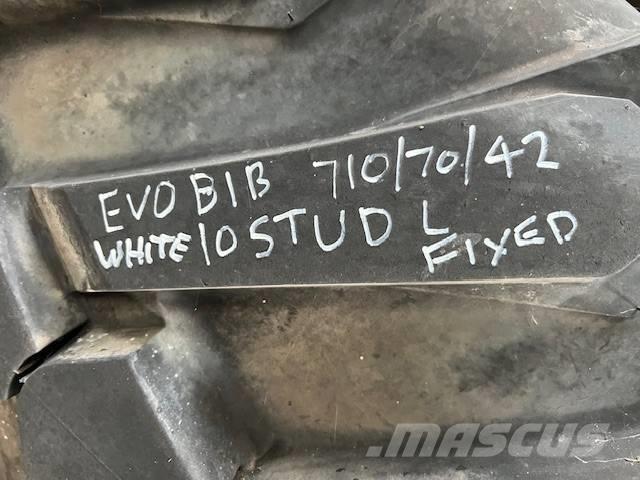 EVO BIB 710/70/42
WHITE 10 STUD L
FIXED
MASCUS